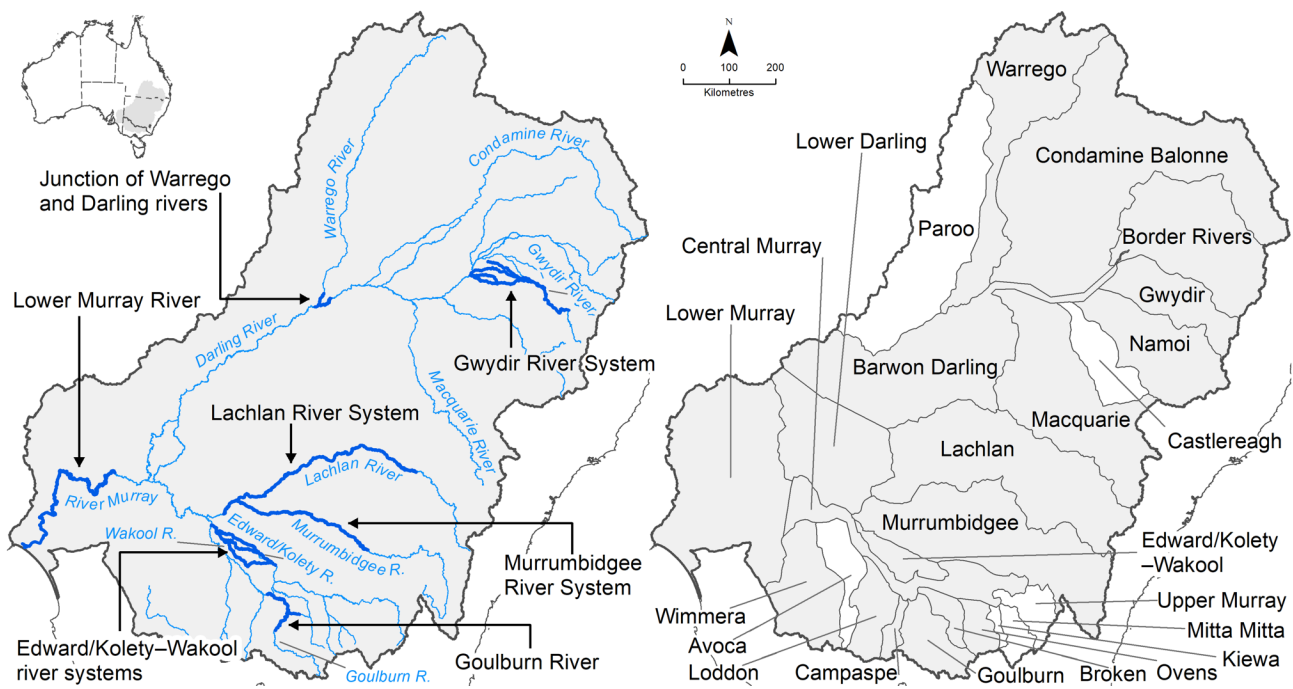 Junction of Warrego
and Darling rivers
Lower Murray River
Warrego River
Condamine River
Gwydir River
Darling River
Gwydir River System
Macquarie River
Lachlan River System
Lachlan River
River Murray
Wakool R.
Edward/Kolety R.
Murrumbidgee R.
Murrumbidgee
River System
Edward/Kolety–Wakool
river systems
Goulburn River
Goulburn R.
N
0 100 200
Kilometres
Warrego
Lower Darling
Condamine Balonne
Paroo
Central Murray
Border Rivers
Gwydir
Lower Murray
Namoi
Barwon Darling
Macquarie
Castlereagh
Lachlan
Murrumbidgee
Edward/Kolety
–Wakool
Wimmera
Upper Murray
Avoca
Mitta Mitta
Loddon
Kiewa
Campaspe
Goulburn
Broken
Ovens